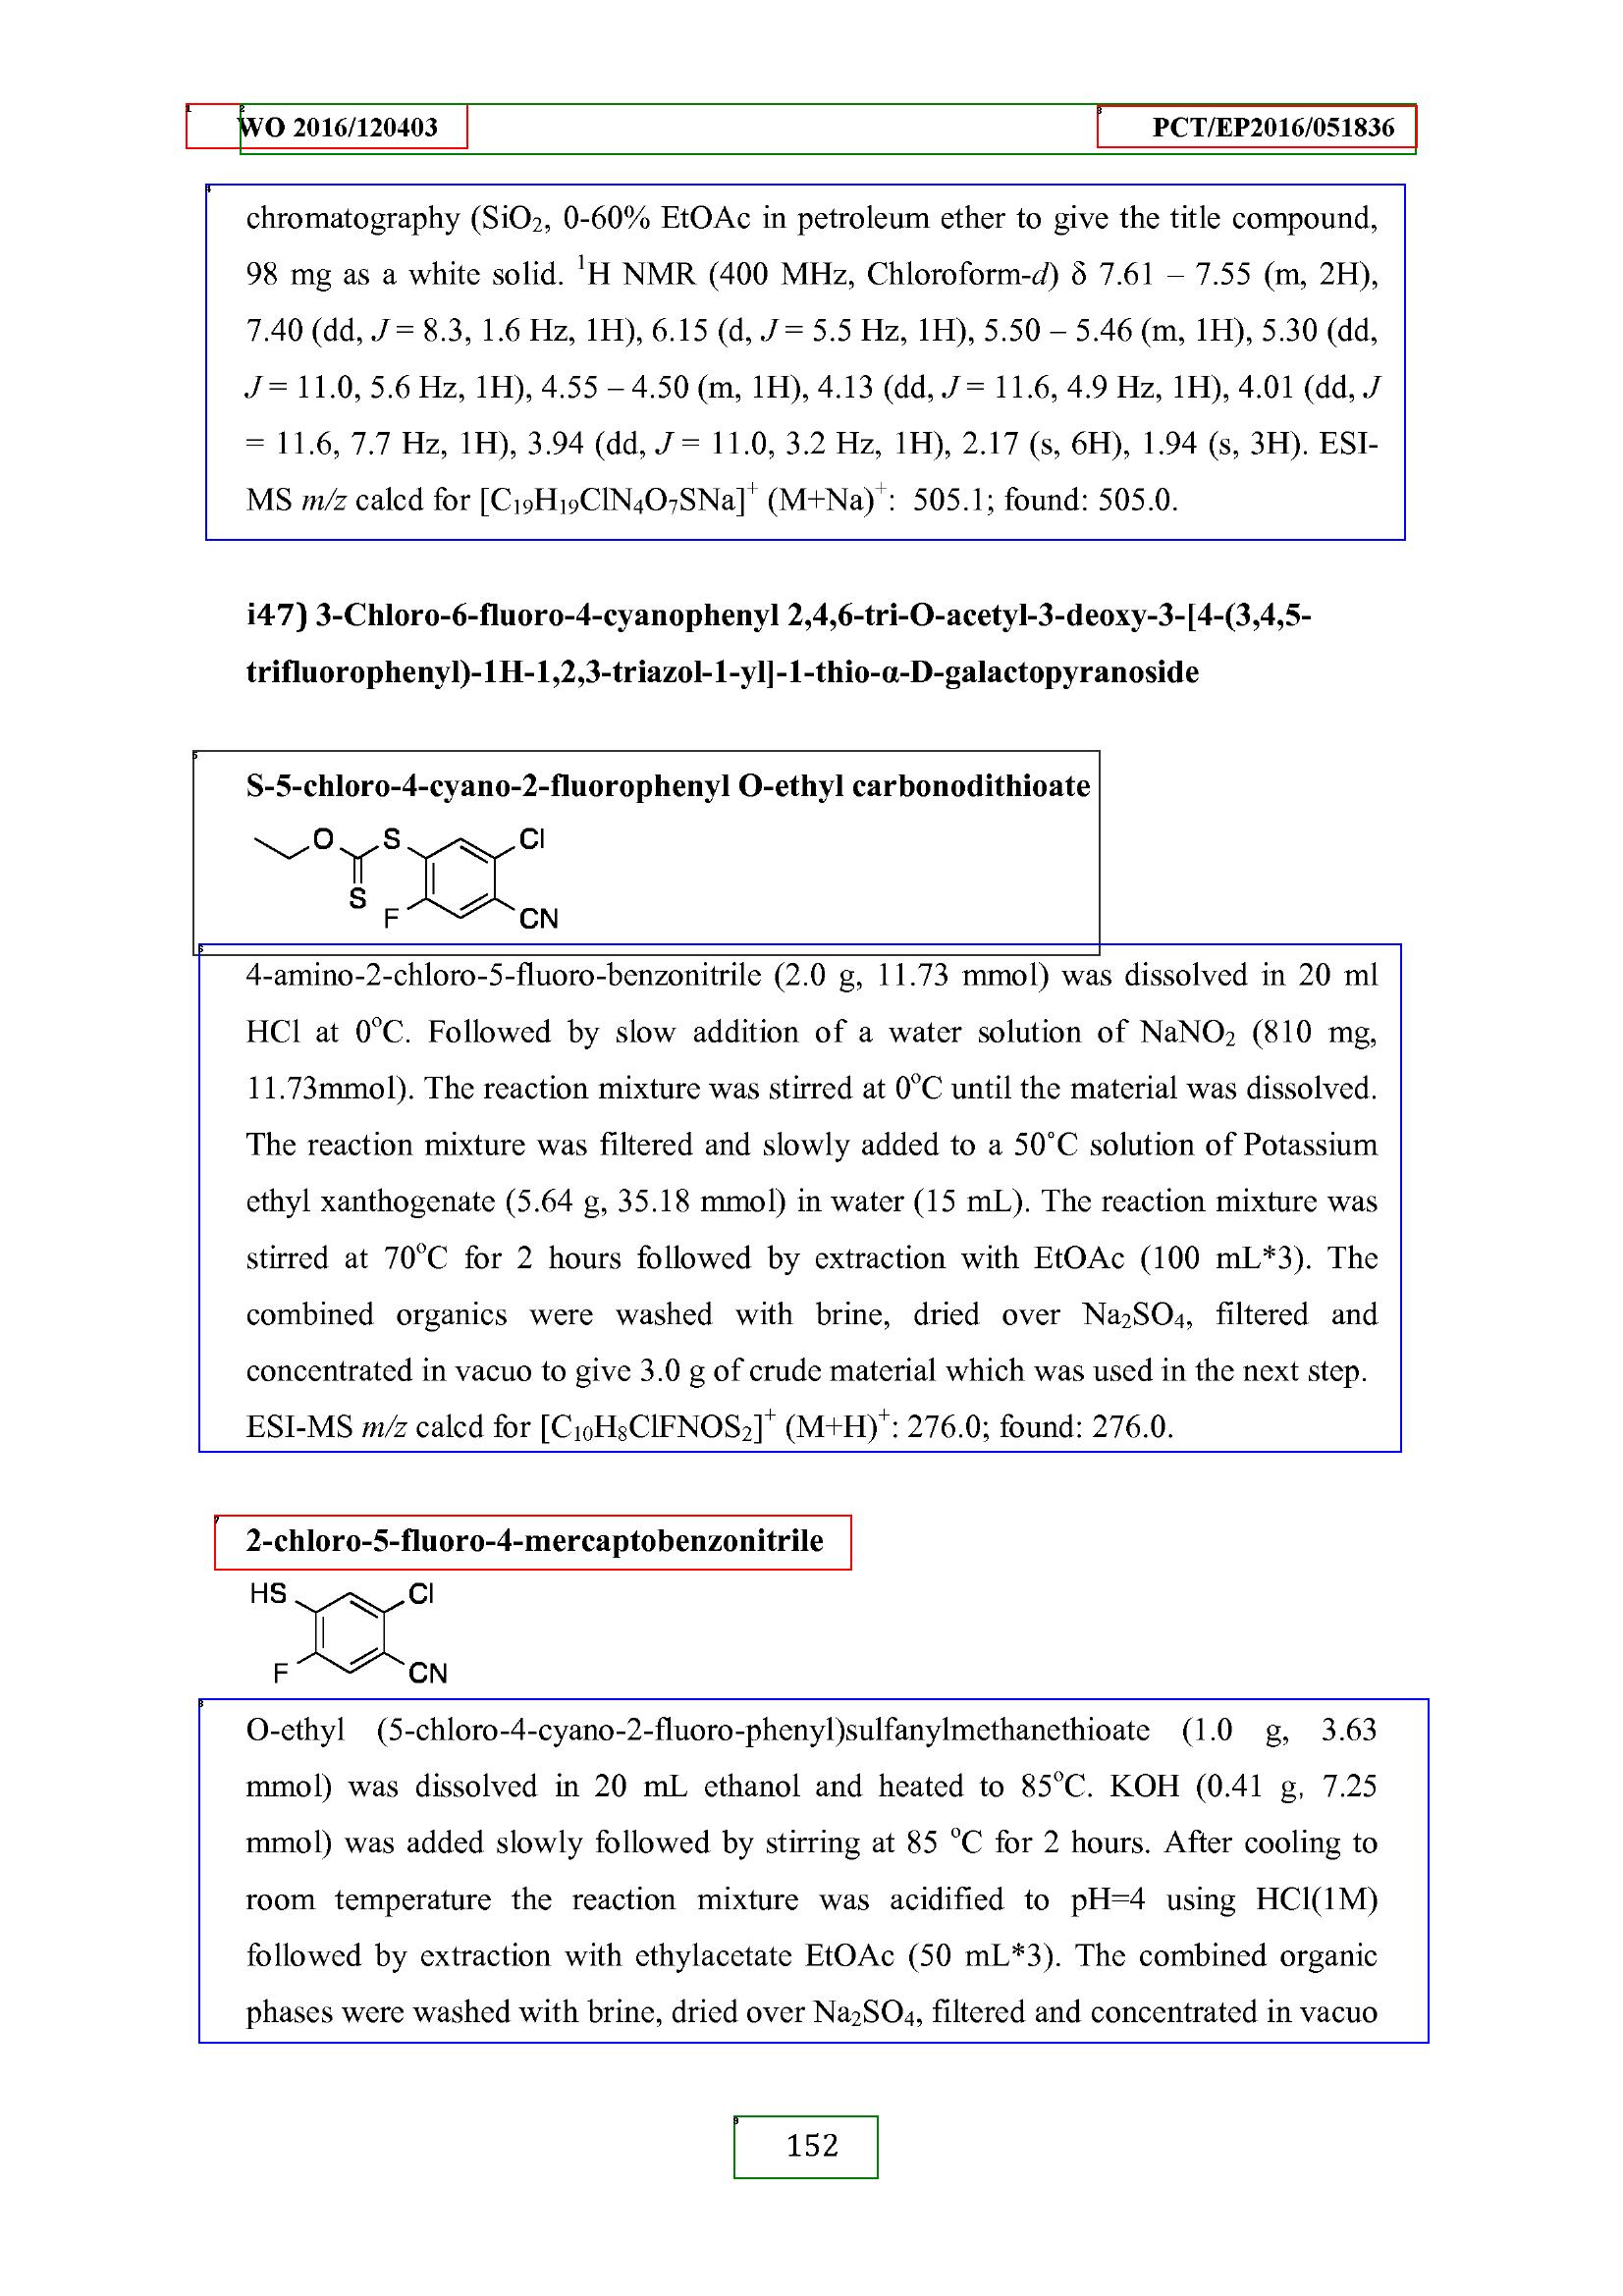 WO 2016/120403 PCT/EP2016/051836
chromatography (SiO₂, 0-60% EtOAc in petroleum ether to give the title compound,
98 mg as a white solid. ¹H NMR (400 MHz, Chloroform-d) δ 7.61 – 7.55 (m, 2H),
7.40 (dd, J = 8.3, 1.6 Hz, 1H), 6.15 (d, J = 5.5 Hz, 1H), 5.50 – 5.46 (m, 1H), 5.30 (dd,
J = 11.0, 5.6 Hz, 1H), 4.55 – 4.50 (m, 1H), 4.13 (dd, J = 11.6, 4.9 Hz, 1H), 4.01 (dd, J
= 11.6, 7.7 Hz, 1H), 3.94 (dd, J = 11.0, 3.2 Hz, 1H), 2.17 (s, 6H), 1.94 (s, 3H). ESI-
MS m/z calcd for [C₁₉H₁₉ClN₄O₇SNa]⁺ (M+Na)⁺: 505.1; found: 505.0.
i47) 3-Chloro-6-fluoro-4-cyanophenyl 2,4,6-tri-O-acetyl-3-deoxy-3-[4-(3,4,5-
trifluorophenyl)-1H-1,2,3-triazol-1-yl]-1-thio-α-D-galactopyranoside
S-5-chloro-4-cyano-2-fluorophenyl O-ethyl carbonodithioate
O S Cl
S F CN
4-amino-2-chloro-5-fluoro-benzonitrile (2.0 g, 11.73 mmol) was dissolved in 20 ml
HCl at 0°C. Followed by slow addition of a water solution of NaNO₂ (810 mg,
11.73mmol). The reaction mixture was stirred at 0°C until the material was dissolved.
The reaction mixture was filtered and slowly added to a 50˚C solution of Potassium
ethyl xanthogenate (5.64 g, 35.18 mmol) in water (15 mL). The reaction mixture was
stirred at 70°C for 2 hours followed by extraction with EtOAc (100 mL*3). The
combined organics were washed with brine, dried over Na₂SO₄, filtered and
concentrated in vacuo to give 3.0 g of crude material which was used in the next step.
ESI-MS m/z calcd for [C₁₀H₈ClFNOS₂]⁺ (M+H)⁺: 276.0; found: 276.0.
2-chloro-5-fluoro-4-mercaptobenzonitrile
HS Cl
F CN
O-ethyl (5-chloro-4-cyano-2-fluoro-phenyl)sulfanylmethanethioate (1.0 g, 3.63
mmol) was dissolved in 20 mL ethanol and heated to 85°C. KOH (0.41 g, 7.25
mmol) was added slowly followed by stirring at 85 °C for 2 hours. After cooling to
room temperature the reaction mixture was acidified to pH=4 using HCl(1M)
followed by extraction with ethylacetate EtOAc (50 mL*3). The combined organic
phases were washed with brine, dried over Na₂SO₄, filtered and concentrated in vacuo
152